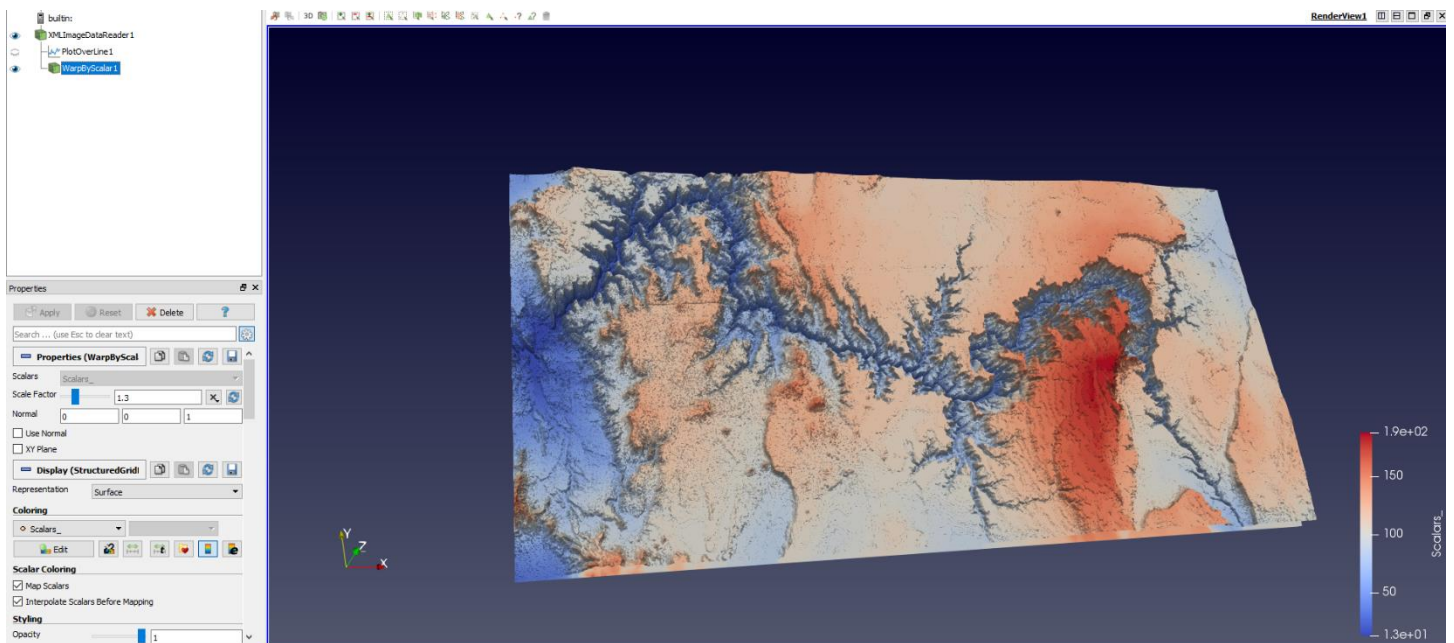 builtin:
XMLImageDataReader1
PlotOverLine1
WarpByScalar1
3D
RenderView1
Properties
Apply
Reset
Delete
?
Search ... (use Esc to clear text)
Properties (WarpByScal
Scalars
Scalars_
Scale Factor
1.3
Normal
0
0
1
Use Normal
XY Plane
Display (StructuredGridI
Representation
Surface
Coloring
Scalars_
Edit
Scalar Coloring
Map Scalars
Interpolate Scalars Before Mapping
Styling
Opacity
1
Y
Z
X
1.9e+02
150
100
50
1.3e+01
Scalars_